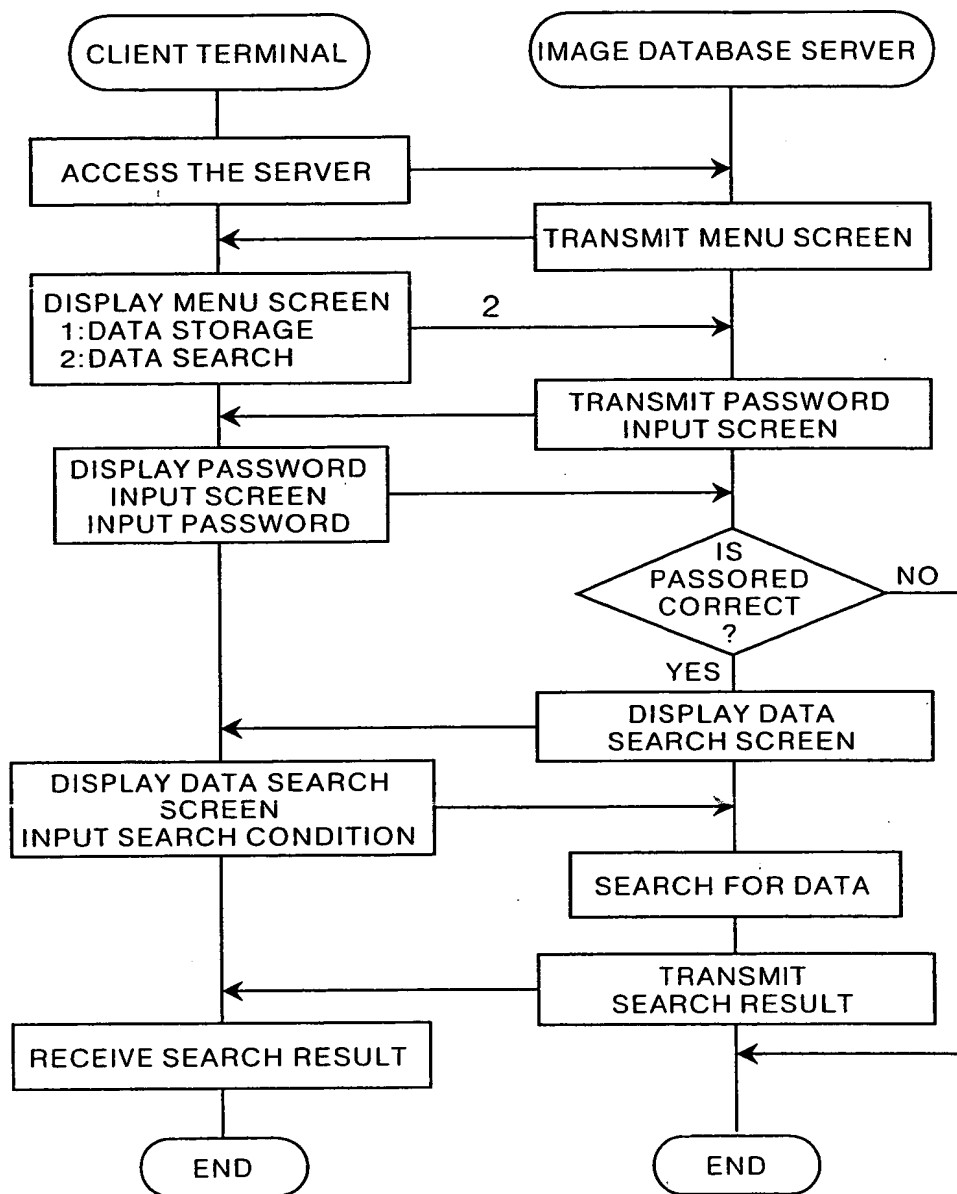 CLIENT TERMINAL
IMAGE DATABASE SERVER
ACCESS THE SERVER
TRANSMIT MENU SCREEN
DISPLAY MENU SCREEN
1:DATA STORAGE
2:DATA SEARCH
2
TRANSMIT PASSWORD
INPUT SCREEN
DISPLAY PASSWORD
INPUT SCREEN
INPUT PASSWORD
IS
PASSORED
CORRECT
?
NO
YES
DISPLAY DATA
SEARCH SCREEN
DISPLAY DATA SEARCH
SCREEN
INPUT SEARCH CONDITION
SEARCH FOR DATA
TRANSMIT
SEARCH RESULT
RECEIVE SEARCH RESULT
END
END